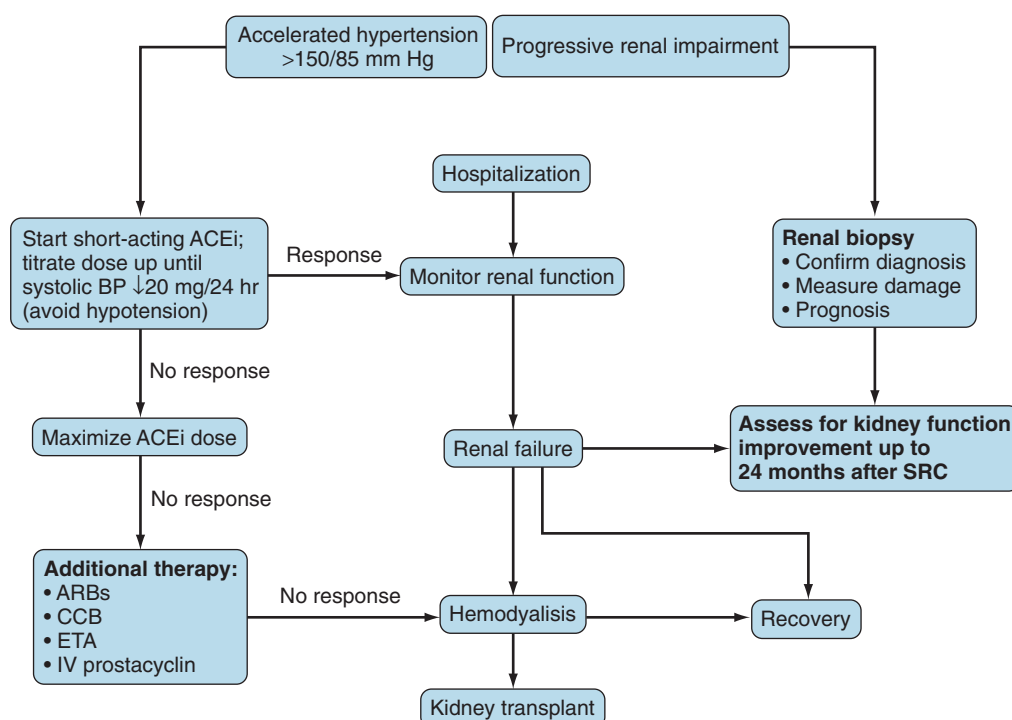 Accelerated hypertension
>150/85 mm Hg
Progressive renal impairment
Hospitalization
Start short-acting ACEi;
titrate dose up until
systolic BP ↓20 mg/24 hr
(avoid hypotension)
Response
Monitor renal function
Renal biopsy
• Confirm diagnosis
• Measure damage
• Prognosis
No response
Maximize ACEi dose
Renal failure
Assess for kidney function
improvement up to
24 months after SRC
No response
Additional therapy:
• ARBs
• CCB
• ETA
• IV prostacyclin
No response
Hemodyalisis
Recovery
Kidney transplant